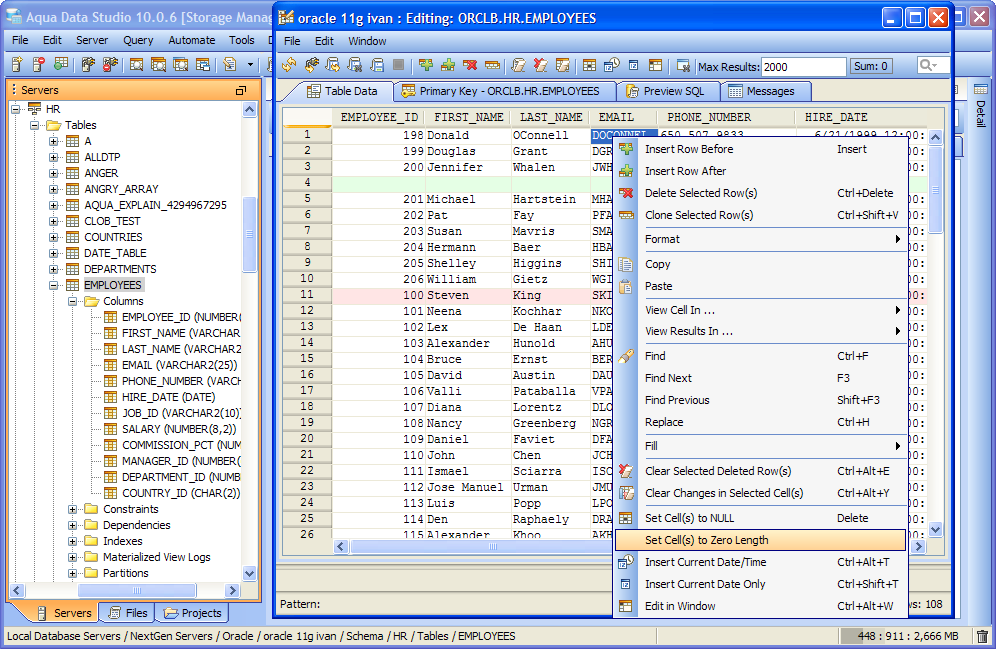 Aqua Data Studio 10.0.6 [Storage Manag
oracle 11g ivan : Editing: ORCLB.HR.EMPLOYEES
File Edit Server Query Automate Tools
File Edit Window
Max Results: 2000 Sum: 0
Servers
Table Data Primary Key - ORCLB.HR.EMPLOYEES Preview SQL Messages
Detail
HR
Tables
A
ALLDTP
ANGER
ANGRY_ARRAY
AQUA_EXPLAIN_4294967295
CLOB_TEST
COUNTRIES
DATE_TABLE
DEPARTMENTS
EMPLOYEES
Columns
EMPLOYEE_ID (NUMBER(
FIRST_NAME (VARCHAR
LAST_NAME (VARCHAR2
EMAIL (VARCHAR2(25))
PHONE_NUMBER (VARCH
HIRE_DATE (DATE)
JOB_ID (VARCHAR2(10))
SALARY (NUMBER(8,2))
COMMISSION_PCT (NUM
MANAGER_ID (NUMBER(
DEPARTMENT_ID (NUMB
COUNTRY_ID (CHAR(2))
Constraints
Dependencies
Indexes
Materialized View Logs
Partitions
Servers Files Projects
EMPLOYEE_ID FIRST_NAME LAST_NAME EMAIL PHONE_NUMBER HIRE_DATE
1 198 Donald OConnell DOCONNEL 650.507.9833 6/21/1999 12:00:
2 199 Douglas Grant DGR
3 200 Jennifer Whalen JWH
4
5 201 Michael Hartstein MHA
6 202 Pat Fay PFA
7 203 Susan Mavris SMA
8 204 Hermann Baer HBA
9 205 Shelley Higgins SHI
10 206 William Gietz WGI
11 100 Steven King SKI
12 101 Neena Kochhar NKO
13 102 Lex De Haan LDE
14 103 Alexander Hunold AHU
15 104 Bruce Ernst BER
16 105 David Austin DAU
17 106 Valli Pataballa VPA
18 107 Diana Lorentz DLO
19 108 Nancy Greenberg NGR
20 109 Daniel Faviet DFA
21 110 John Chen JCH
22 111 Ismael Sciarra ISC
23 112 Jose Manuel Urman JMU
24 113 Luis Popp LPO
25 114 Den Raphaely DRA
26 115 Alexander Khoo AKH
Insert Row Before Insert
Insert Row After
Delete Selected Row(s) Ctrl+Delete
Clone Selected Row(s) Ctrl+Shift+V
Format
Copy
Paste
View Cell In ...
View Results In ...
Find Ctrl+F
Find Next F3
Find Previous Shift+F3
Replace Ctrl+H
Fill
Clear Selected Deleted Row(s) Ctrl+Alt+E
Clear Changes in Selected Cell(s) Ctrl+Alt+Y
Set Cell(s) to NULL Delete
Set Cell(s) to Zero Length
Insert Current Date/Time Ctrl+Alt+T
Insert Current Date Only Ctrl+Shift+T
Edit in Window Ctrl+Alt+W
Pattern:
ws: 108
Local Database Servers / NextGen Servers / Oracle / oracle 11g ivan / Schema / HR / Tables / EMPLOYEES
448 : 911 : 2,666 MB